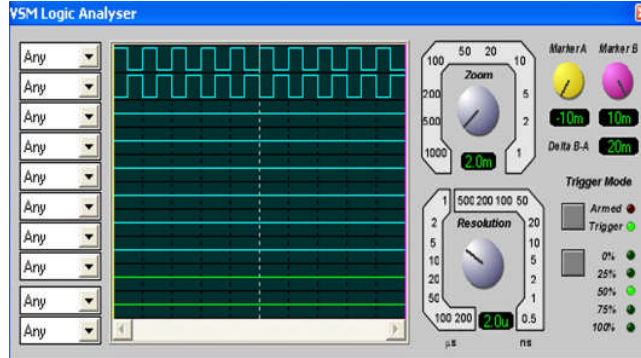 VSM Logic Analyser
Any
Any
Any
Any
Any
Any
Any
Any
Any
Any
50 20
100 10
Zoom
200 5
500 2
1000 1
2.0m
Marker A Marker B
-10m 10m
Delta B-A 20m
Trigger Mode
Armed
Trigger
0%
25%
50%
75%
100%
1 500 200 100 50
2 Resolution 20
5 10
10 5
20 2
50 1
100 200 2.0u 0.5
µs ns